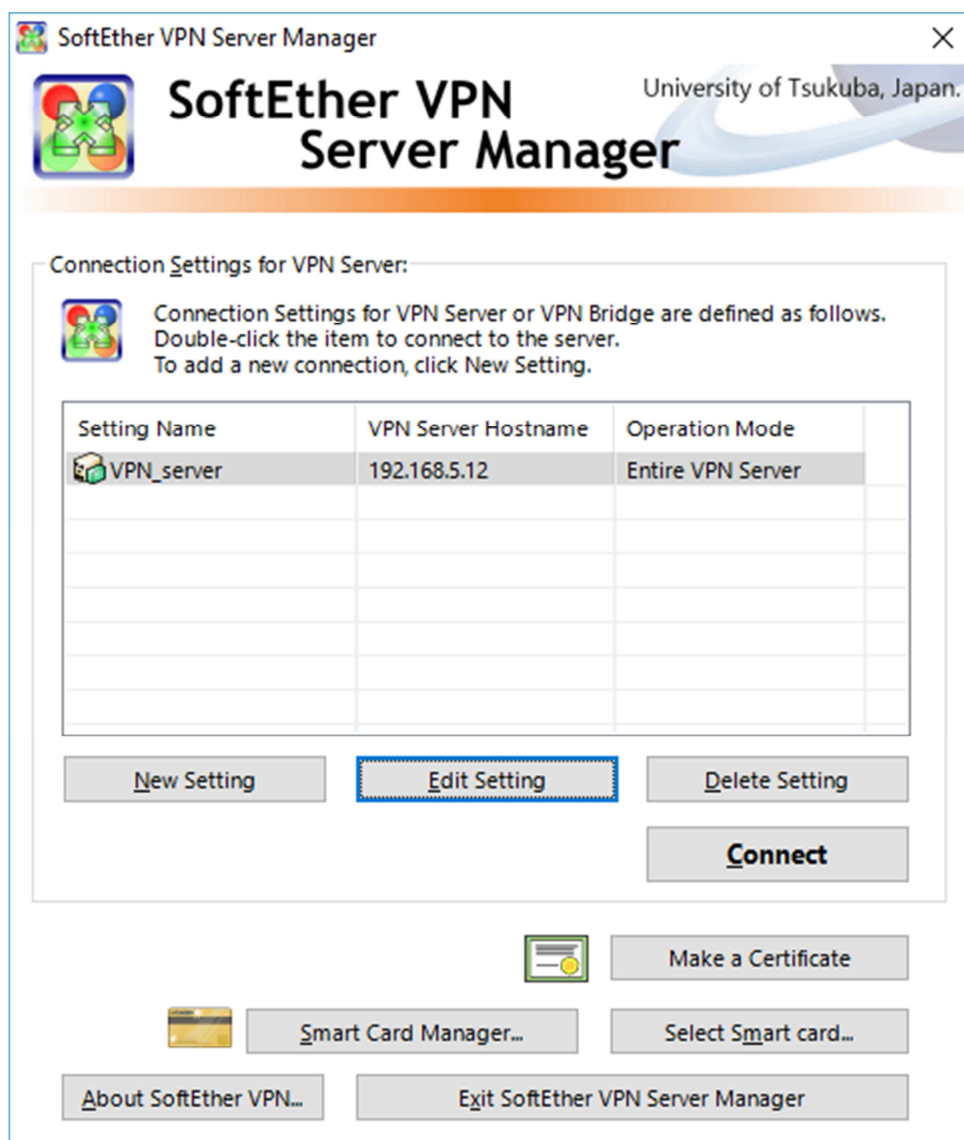 SoftEther VPN Server Manager
SoftEther VPN
Server Manager
University of Tsukuba, Japan.
Connection Settings for VPN Server:
Connection Settings for VPN Server or VPN Bridge are defined as follows.
Double-click the item to connect to the server.
To add a new connection, click New Setting.
Setting Name VPN Server Hostname Operation Mode
VPN_server 192.168.5.12 Entire VPN Server
New Setting Edit Setting Delete Setting
Connect
Make a Certificate
Smart Card Manager... Select Smart card...
About SoftEther VPN... Exit SoftEther VPN Server Manager